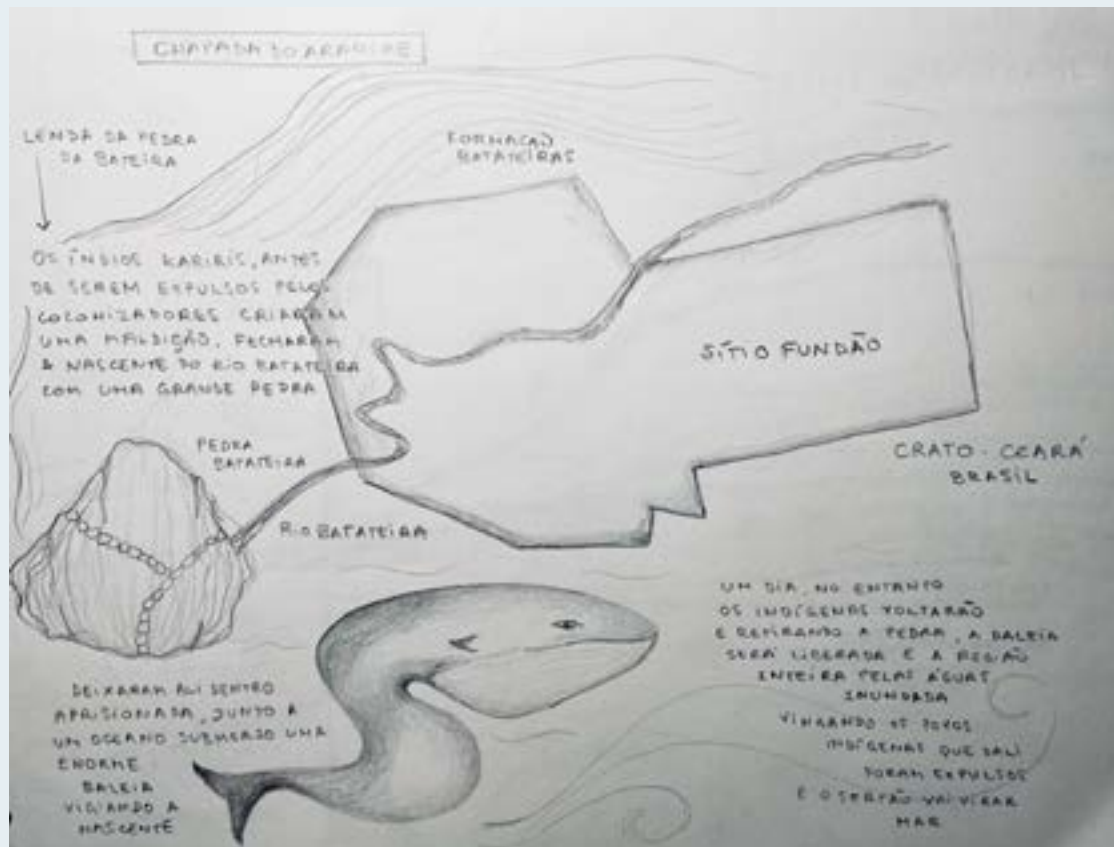 CHAPADA DO ARARIPE
LENDA DA PEDRA
DA BATEIRA
FORMAÇÃO
BATATEIRAS
OS ÍNDIOS KARIRIS, ANTES
DE SEREM EXPULSOS PELOS
COLONIZADORES CRIARAM
UMA MALDIÇÃO. FECHARAM
A NASCENTE DO RIO BATATEIRA
COM UMA GRANDE PEDRA
SÍTIO FUNDÃO
CRATO - CEARÁ
BRASIL
PEDRA
BATATEIRA
RIO BATATEIRA
DEIXARAM ALI DENTRO
APRISIONADA, JUNTO A
UM OCEANO SUBMERSO UMA
ENORME
BALEIA
VIGIANDO A
NASCENTE
UM DIA, NO ENTANTO
OS INDÍGENAS VOLTARÃO
E RETIRANDO A PEDRA, A BALEIA
SERÁ LIBERADA E A REGIÃO
INTEIRA PELAS ÁGUAS
INUNDADA
VINGANDO OS POVOS
INDÍGENAS QUE DALI
FORAM EXPULSOS
E O SERTÃO VAI VIRAR
MAR